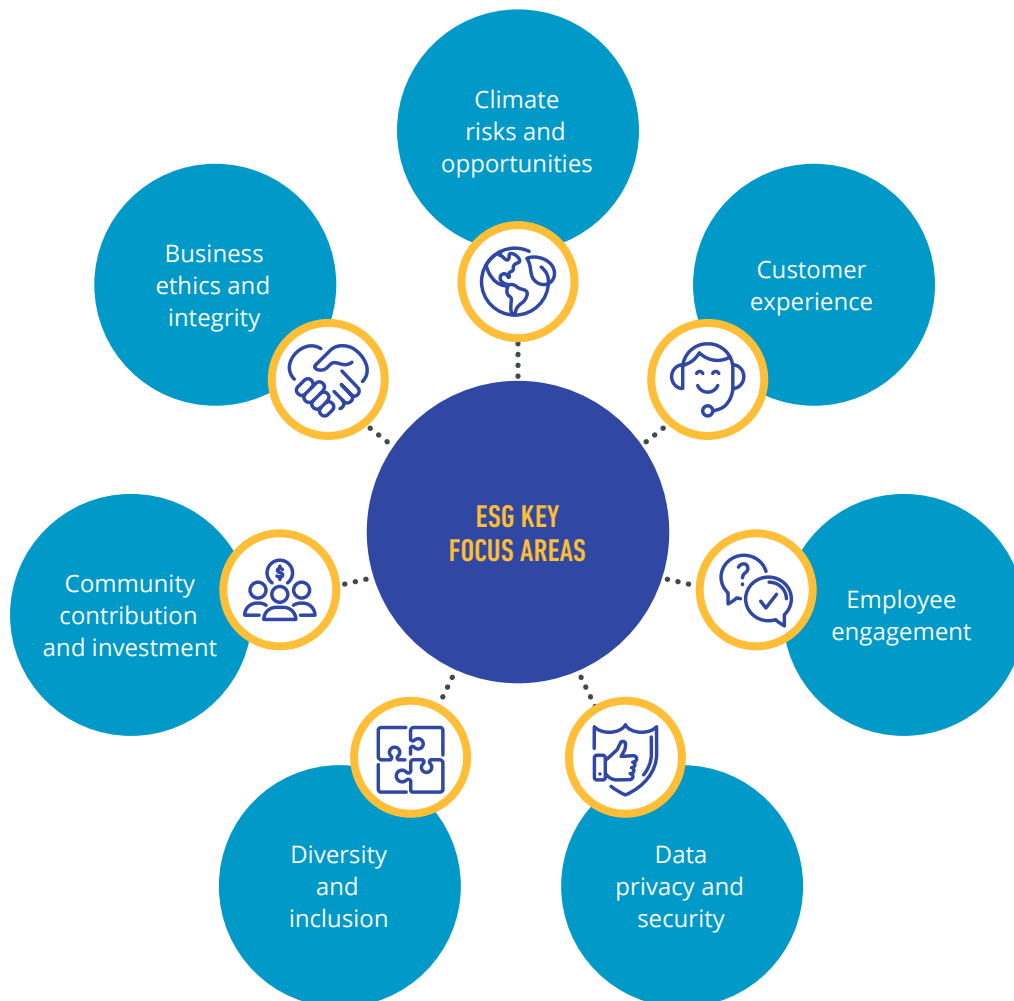 Climate
risks and
opportunities
Customer
experience
Employee
engagement
Data
privacy and
security
Diversity
and
inclusion
Community
contribution
and investment
Business
ethics and
integrity
ESG KEY
FOCUS AREAS
$
?